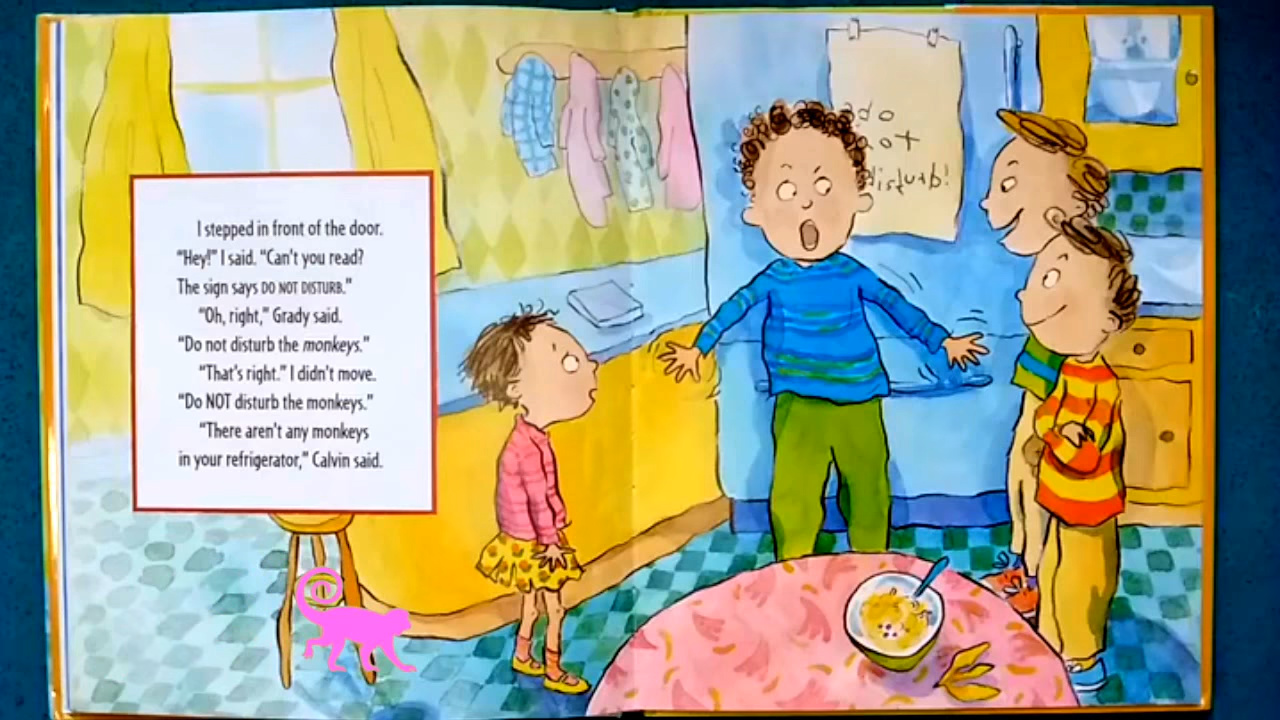 I stepped in front of the door.
“Hey!” I said. “Can’t you read?
The sign says DO NOT DISTURB.”
“Oh, right,” Grady said.
“Do not disturb the monkeys.”
“That’s right.” I didn’t move.
“Do NOT disturb the monkeys.”
“There aren’t any monkeys
in your refrigerator,” Calvin said.